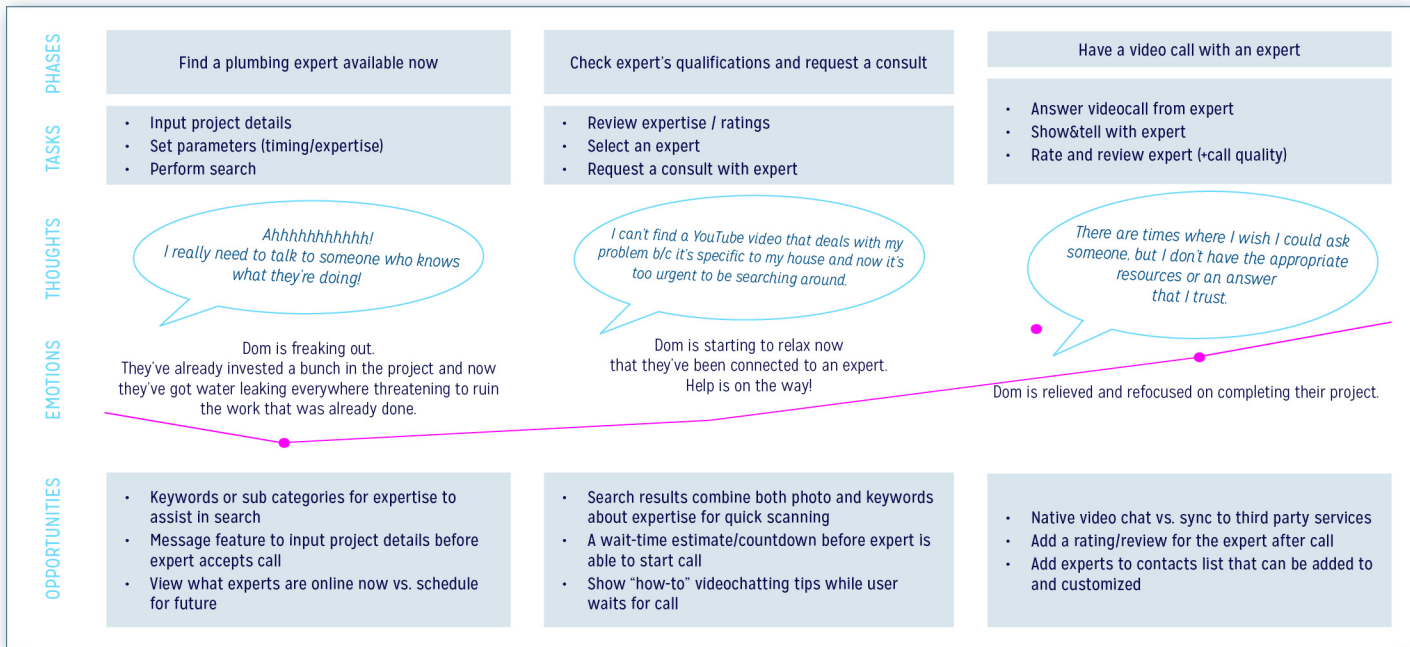 PHASES
Find a plumbing expert available now
Check expert's qualifications and request a consult
Have a video call with an expert
TASKS
• Input project details
• Set parameters (timing/expertise)
• Perform search
• Review expertise / ratings
• Select an expert
• Request a consult with expert
• Answer videocall from expert
• Show&tell with expert
• Rate and review expert (+call quality)
THOUGHTS
Ahhhhhhhhhhh!
I really need to talk to someone who knows
what they're doing!
I can't find a YouTube video that deals with my
problem b/c it's specific to my house and now it's
too urgent to be searching around.
There are times where I wish I could ask
someone, but I don't have the appropriate
resources or an answer
that I trust.
EMOTIONS
Dom is freaking out.
They've already invested a bunch in the project and now
they've got water leaking everywhere threatening to ruin
the work that was already done.
Dom is starting to relax now
that they've been connected to an expert.
Help is on the way!
Dom is relieved and refocused on completing their project.
OPPORTUNITIES
• Keywords or sub categories for expertise to
assist in search
• Message feature to input project details before
expert accepts call
• View what experts are online now vs. schedule
for future
• Search results combine both photo and keywords
about expertise for quick scanning
• A wait-time estimate/countdown before expert is
able to start call
• Show "how-to" videochatting tips while user
waits for call
• Native video chat vs. sync to third party services
• Add a rating/review for the expert after call
• Add experts to contacts list that can be added to
and customized